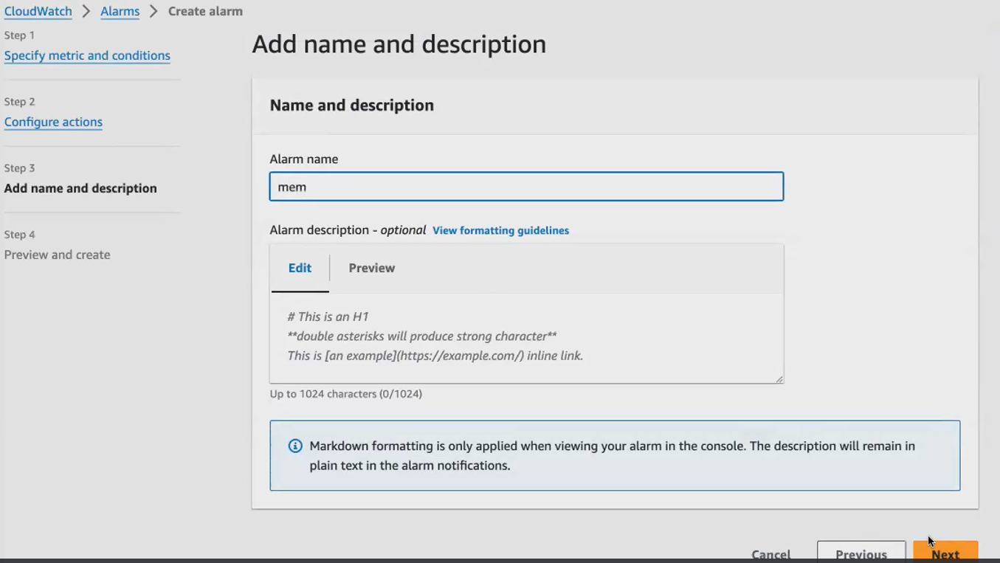 CloudWatch > Alarms > Create alarm
Step 1
Specify metric and conditions
Step 2
Configure actions
Step 3
Add name and description
Step 4
Preview and create
Add name and description
Name and description
Alarm name
mem
Alarm description - optional View formatting guidelines
Edit Preview
# This is an H1
**double asterisks will produce strong character**
This is [an example](https://example.com/) inline link.
Up to 1024 characters (0/1024)
Markdown formatting is only applied when viewing your alarm in the console. The description will remain in
plain text in the alarm notifications.
Cancel Previous Next